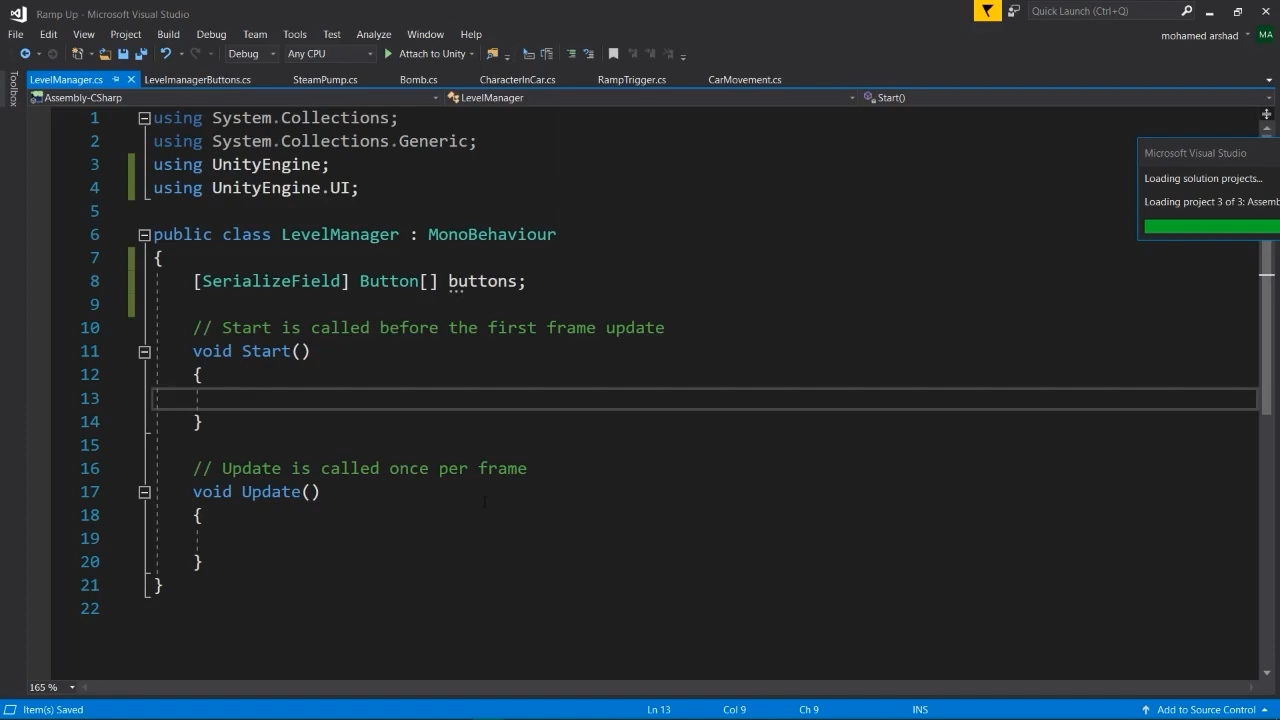 Ramp Up - Microsoft Visual Studio
Quick Launch (Ctrl+Q)
File Edit View Project Build Debug Team Tools Test Analyze Window Help
mohamed arshad MA
Debug Any CPU Attach to Unity
Toolbox
LevelManager.cs LevelmanagerButtons.cs SteamPump.cs Bomb.cs CharacterInCar.cs RampTrigger.cs CarMovement.cs
Assembly-CSharp LevelManager Start()
1 using System.Collections;
2 using System.Collections.Generic;
3 using UnityEngine;
4 using UnityEngine.UI;
5
6 public class LevelManager : MonoBehaviour
7 {
8 [SerializeField] Button[] buttons;
9
10 // Start is called before the first frame update
11 void Start()
12 {
13
14 }
15
16 // Update is called once per frame
17 void Update()
18 {
19
20 }
21 }
22
Microsoft Visual Studio
Loading solution projects...
Loading project 3 of 3: Assemb
165 %
Item(s) Saved Ln 13 Col 9 Ch 9 INS Add to Source Control